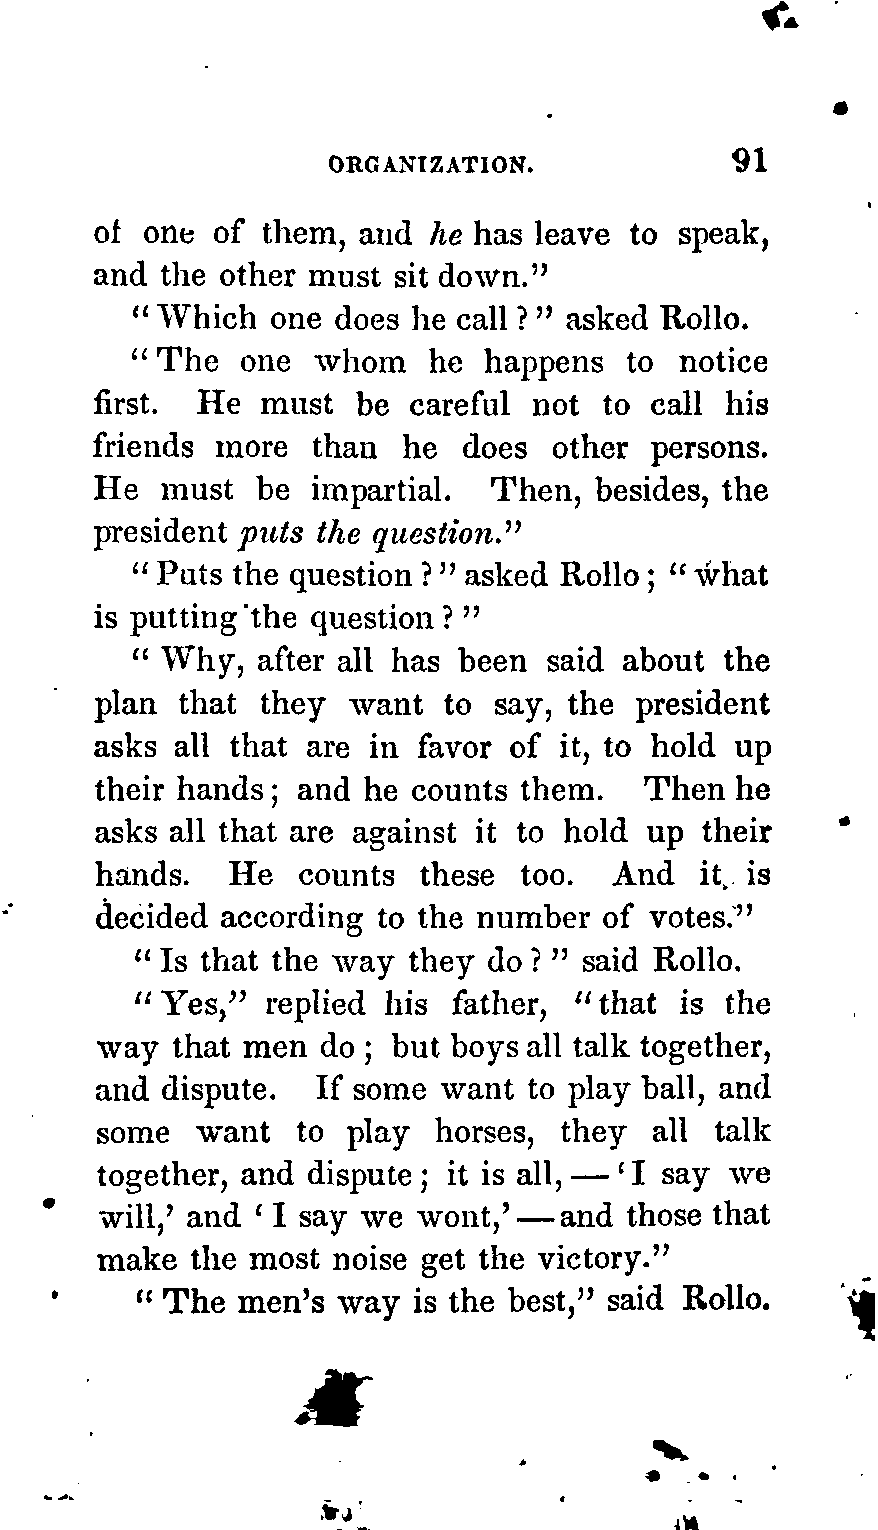 ORGANIZATION. 91
of one of them, and he has leave to speak,
and the other must sit down."
"Which one does he call?" asked Rollo.
"The one whom he happens to notice
first. He must be careful not to call his
friends more than he does other persons.
He must be impartial. Then, besides, the
president puts the question."
"Puts the question?" asked Rollo; "what
is putting the question?"
"Why, after all has been said about the
plan that they want to say, the president
asks all that are in favor of it, to hold up
their hands; and he counts them. Then he
asks all that are against it to hold up their
hands. He counts these too. And it is
decided according to the number of votes."
"Is that the way they do?" said Rollo.
"Yes," replied his father, "that is the
way that men do; but boys all talk together,
and dispute. If some want to play ball, and
some want to play horses, they all talk
together, and dispute; it is all,—'I say we
will,' and 'I say we wont,'—and those that
make the most noise get the victory."
"The men's way is the best," said Rollo.